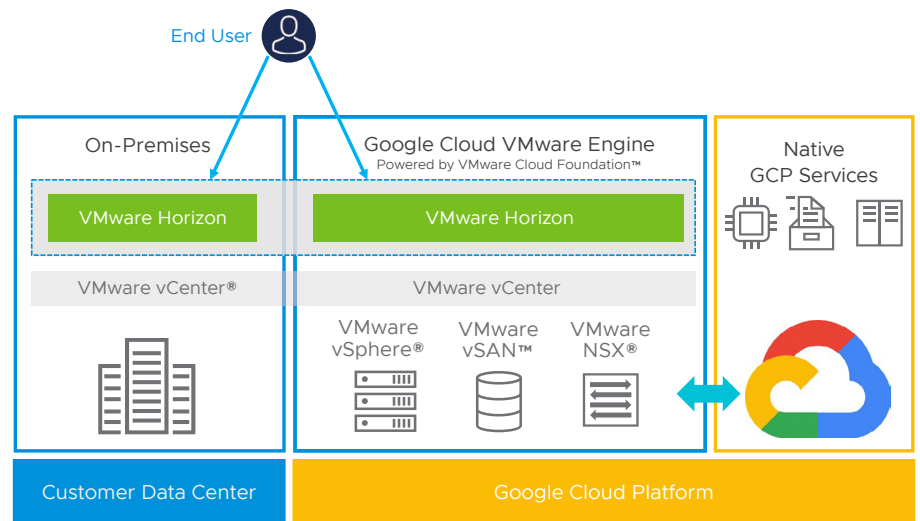 End User
On-Premises
Google Cloud VMware Engine
Powered by VMware Cloud Foundation™
Native
GCP Services
VMware Horizon
VMware Horizon
VMware vCenter®
VMware vCenter
VMware
vSphere®
VMware
vSAN™
VMware
NSX®
Customer Data Center
Google Cloud Platform